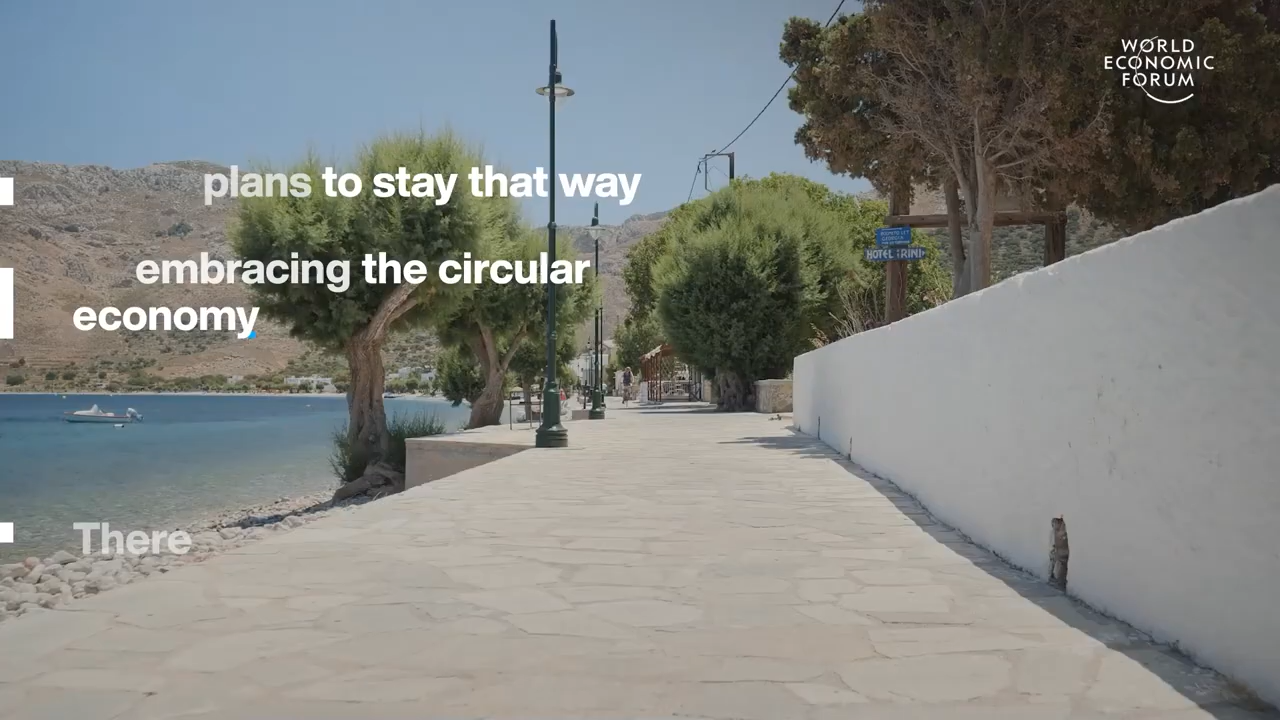 WORLD
ECONOMIC
FORUM
plans to stay that way
embracing the circular
economy
There
HOTEL IRINI